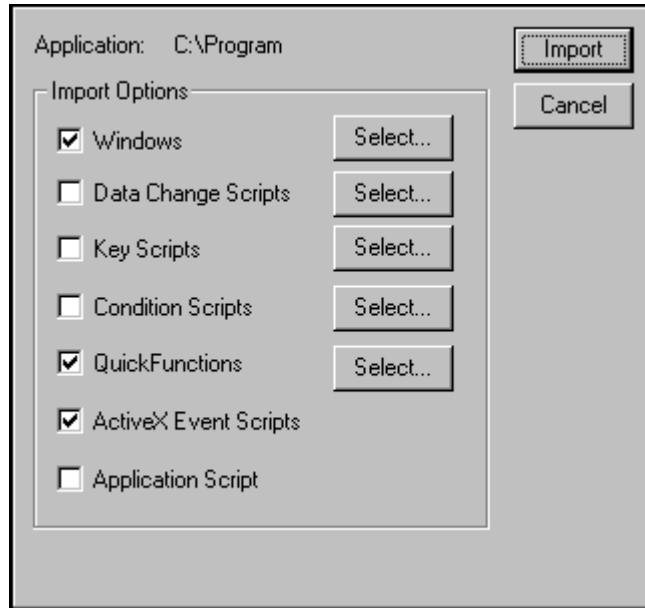 Application: C:\Program
Import
Cancel
Import Options
Windows Select...
Data Change Scripts Select...
Key Scripts Select...
Condition Scripts Select...
QuickFunctions Select...
ActiveX Event Scripts
Application Script